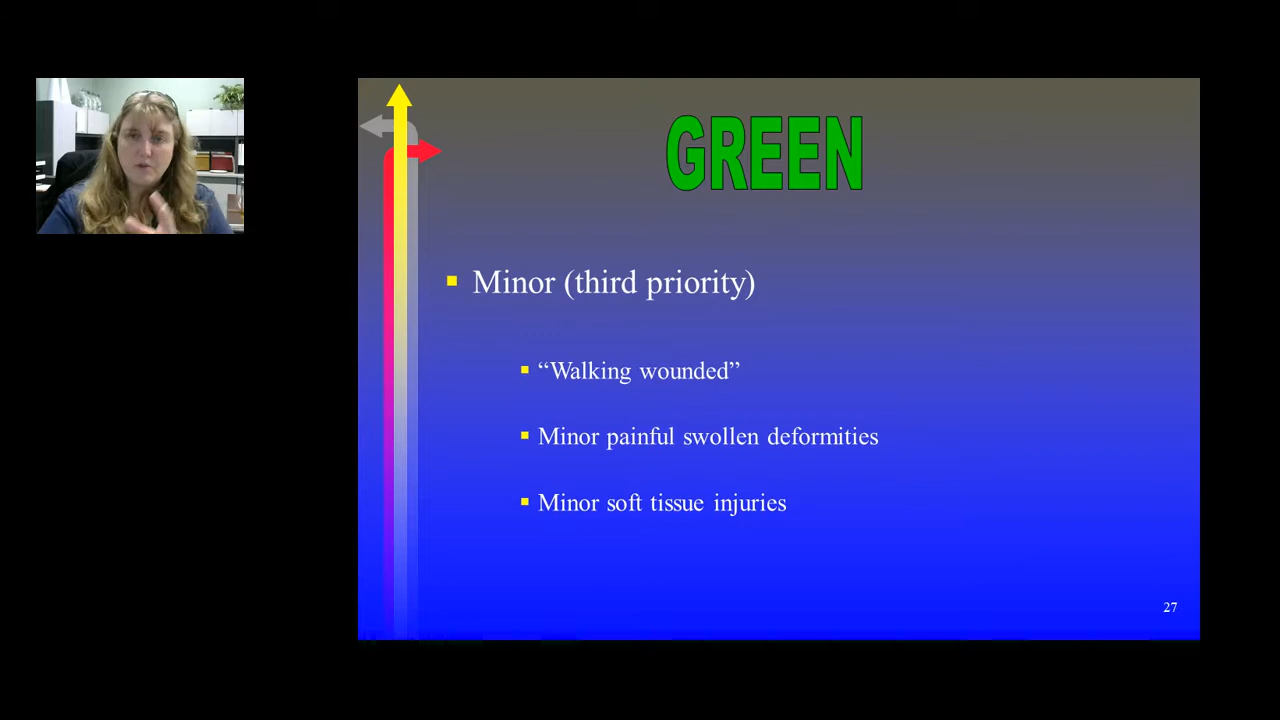 GREEN
Minor (third priority)
“Walking wounded”
Minor painful swollen deformities
Minor soft tissue injuries
27